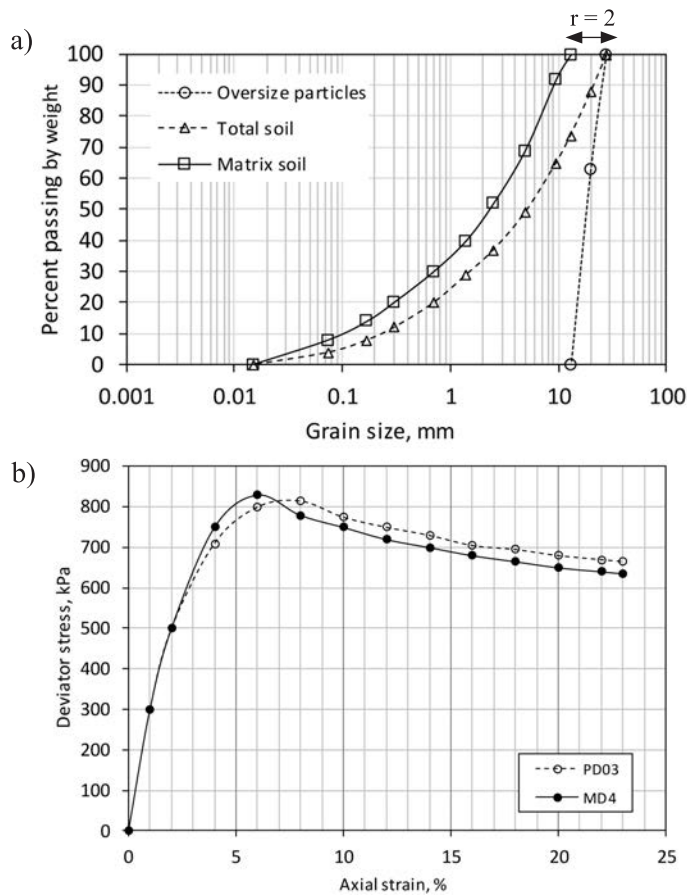 a)
r = 2
Percent passing by weight
100
90
80
70
60
50
40
30
20
10
0
Oversize particles
Total soil
Matrix soil
0.001
0.01
0.1
1
10
100
Grain size, mm
b)
Deviator stress, kPa
900
800
700
600
500
400
300
200
100
0
PD03
MD4
0
5
10
15
20
25
Axial strain, %